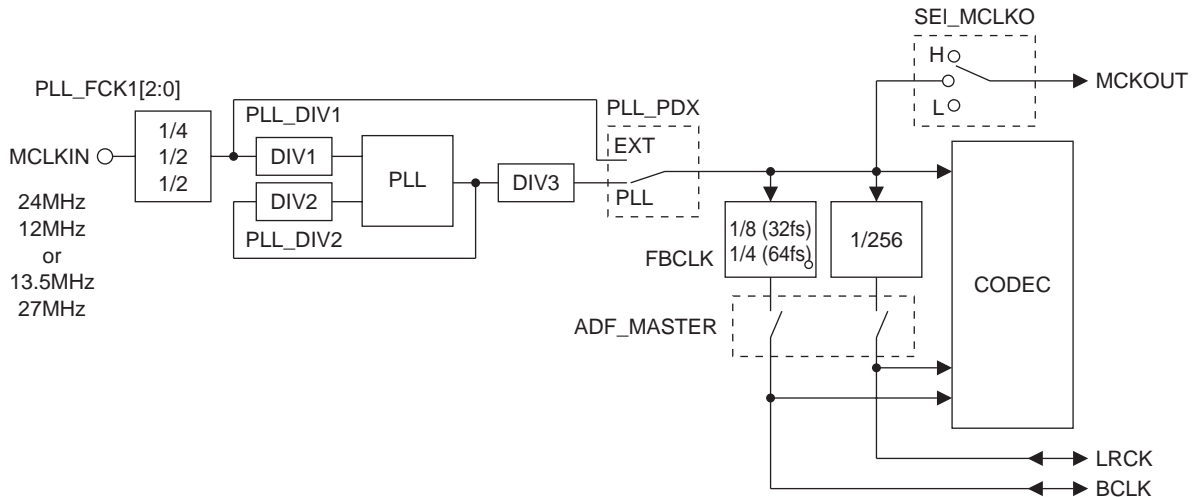 SEI_MCLKO
H
L
MCKOUT
PLL_FCK1[2:0]
1/4
1/2
1/2
MCLKIN
24MHz
12MHz
or
13.5MHz
27MHz
PLL_DIV1
DIV1
DIV2
PLL_DIV2
PLL
DIV3
PLL_PDX
EXT
PLL
1/8 (32fs)
1/4 (64fs)
FBCLK
1/256
CODEC
ADF_MASTER
LRCK
BCLK